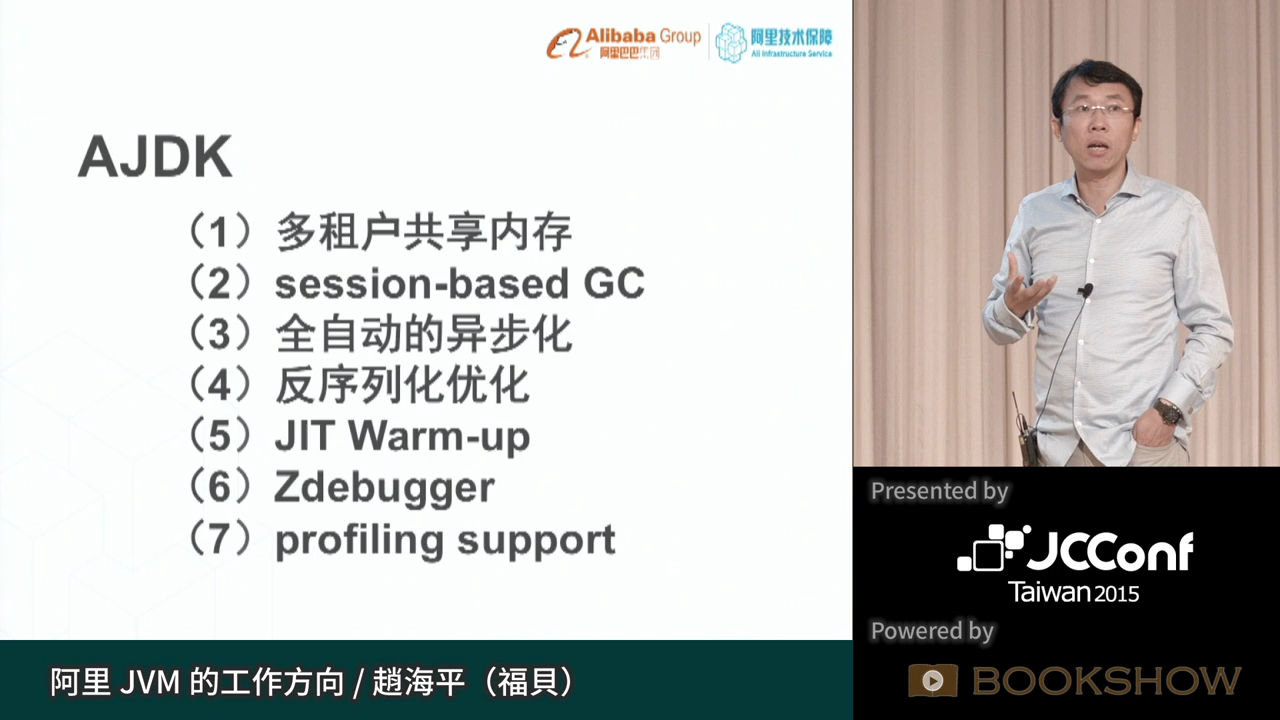 Alibaba Group
阿里巴巴集团
阿里技术保障
Ali Infrastructure Service
AJDK
（1）多租户共享内存
（2）session-based GC
（3）全自动的异步化
（4）反序列化优化
（5）JIT Warm-up
（6）Zdebugger
（7）profiling support
阿里 JVM 的工作方向 / 趙海平（福貝）
Presented by
JCConf
Taiwan 2015
Powered by
BOOKSHOW